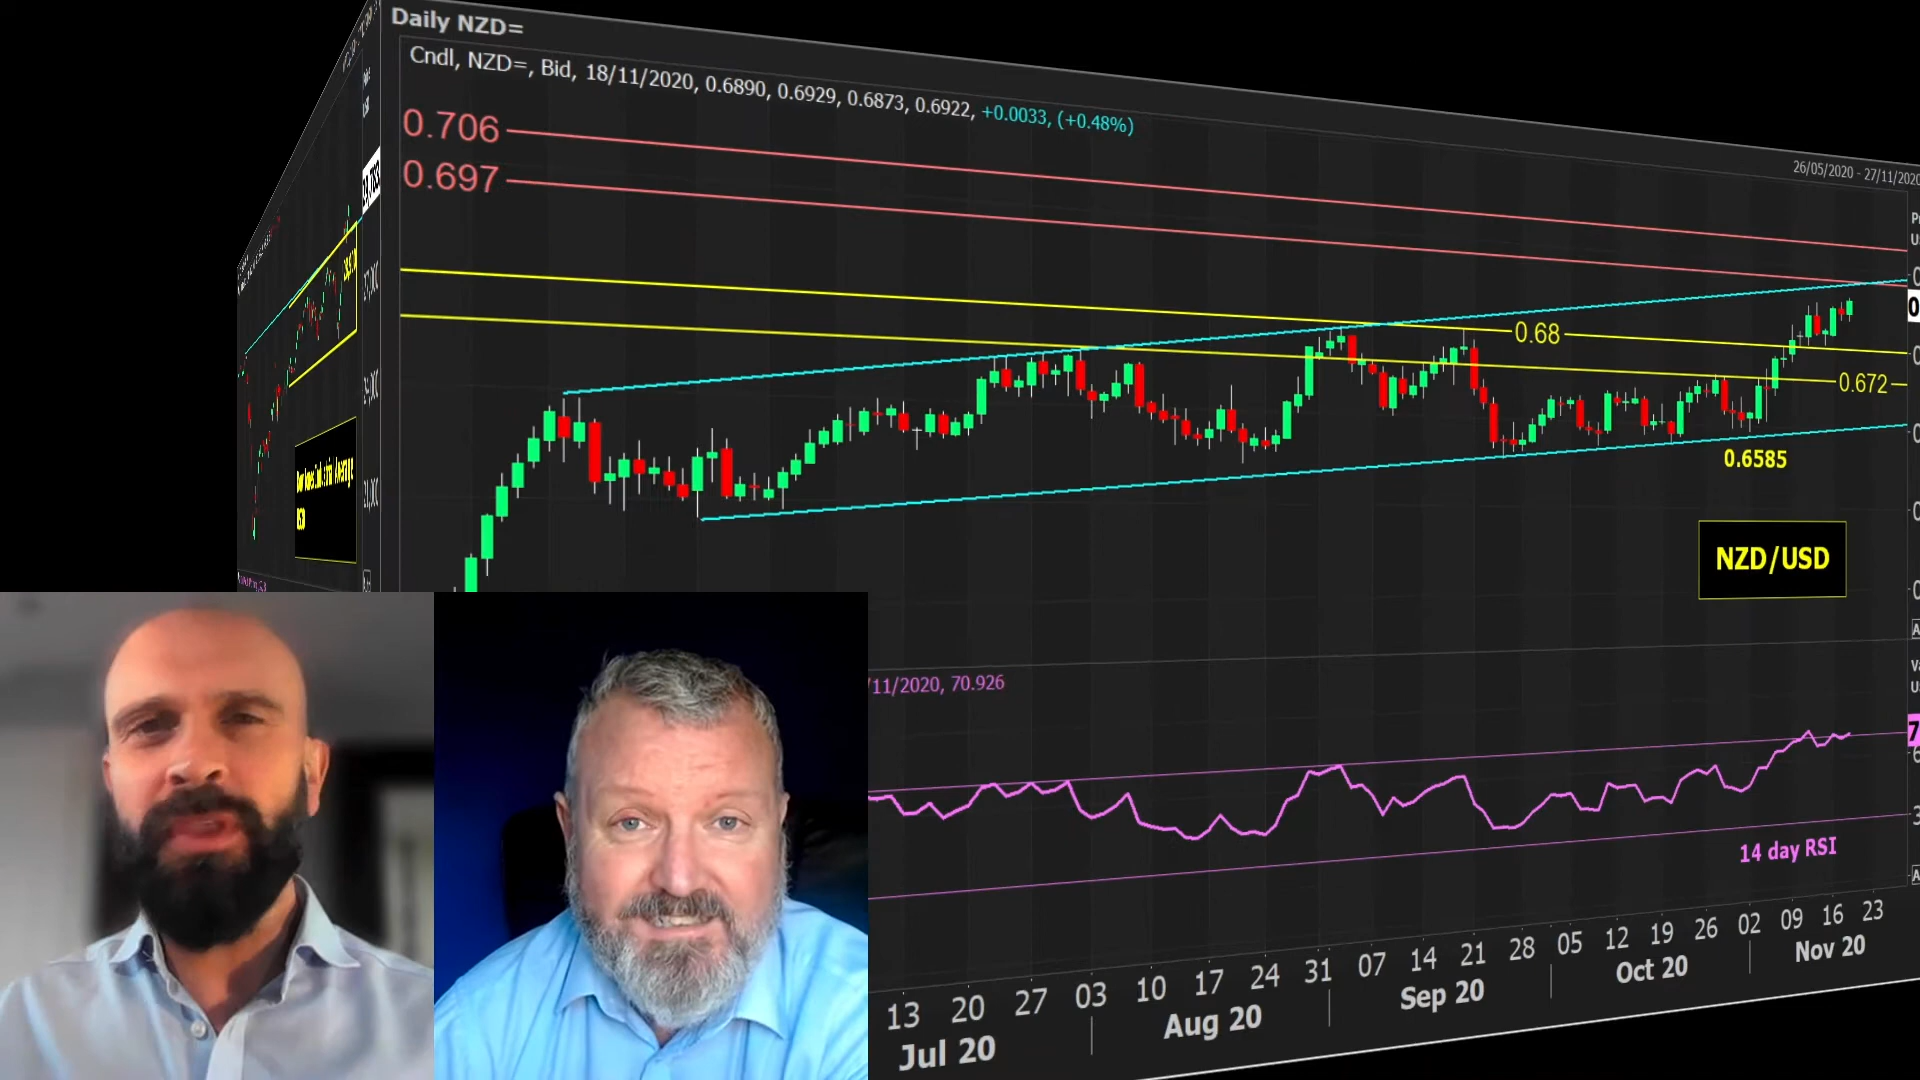 Daily NZD=
Cndl, NZD=, Bid, 18/11/2020, 0.6890, 0.6929, 0.6873, 0.6922, +0.0033, (+0.48%)
0.706
0.697
26/05/2020 - 27/11/2020
0.68
0.672
0.6585
NZD/USD
/11/2020, 70.926
14 day RSI
13 20 27 03 10 17 24 31 07 14 21 28 05 12 19 26 02 09 16 23
Jul 20 Aug 20 Sep 20 Oct 20 Nov 20